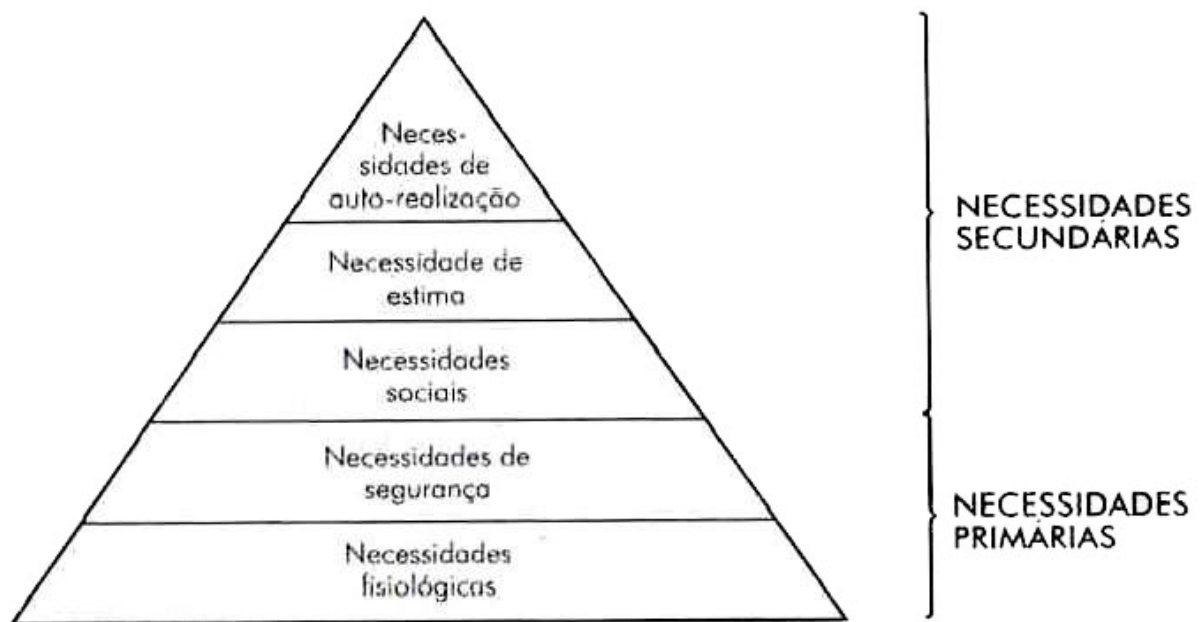 Neces-
sidades de
auto-realização
Necessidade de
estima
Necessidades
sociais
Necessidades de
segurança
Necessidades
fisiológicas
NECESSIDADES
SECUNDÁRIAS
NECESSIDADES
PRIMÁRIAS